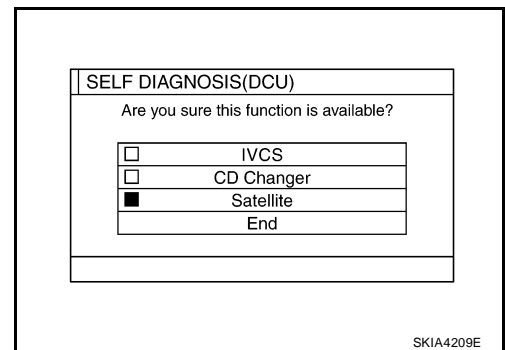 SELF DIAGNOSIS(DCU)
Are you sure this function is available?
IVCS
CD Changer
Satellite
End
SKIA4209E